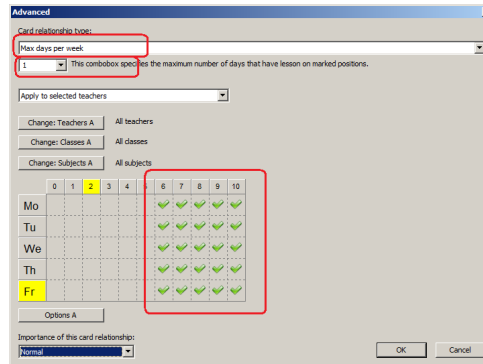 Advanced
Card relationship type:
Max days per week
1 This combobox specifies the maximum number of days that have lesson on marked positions.
Apply to selected teachers
Change: Teachers A All teachers
Change: Classes A All classes
Change: Subjects A All subjects
0 1 2 3 4 5 6 7 8 9 10
Mo
Tu
We
Th
Fr
Options A
Importance of this card relationship:
Normal
OK Cancel